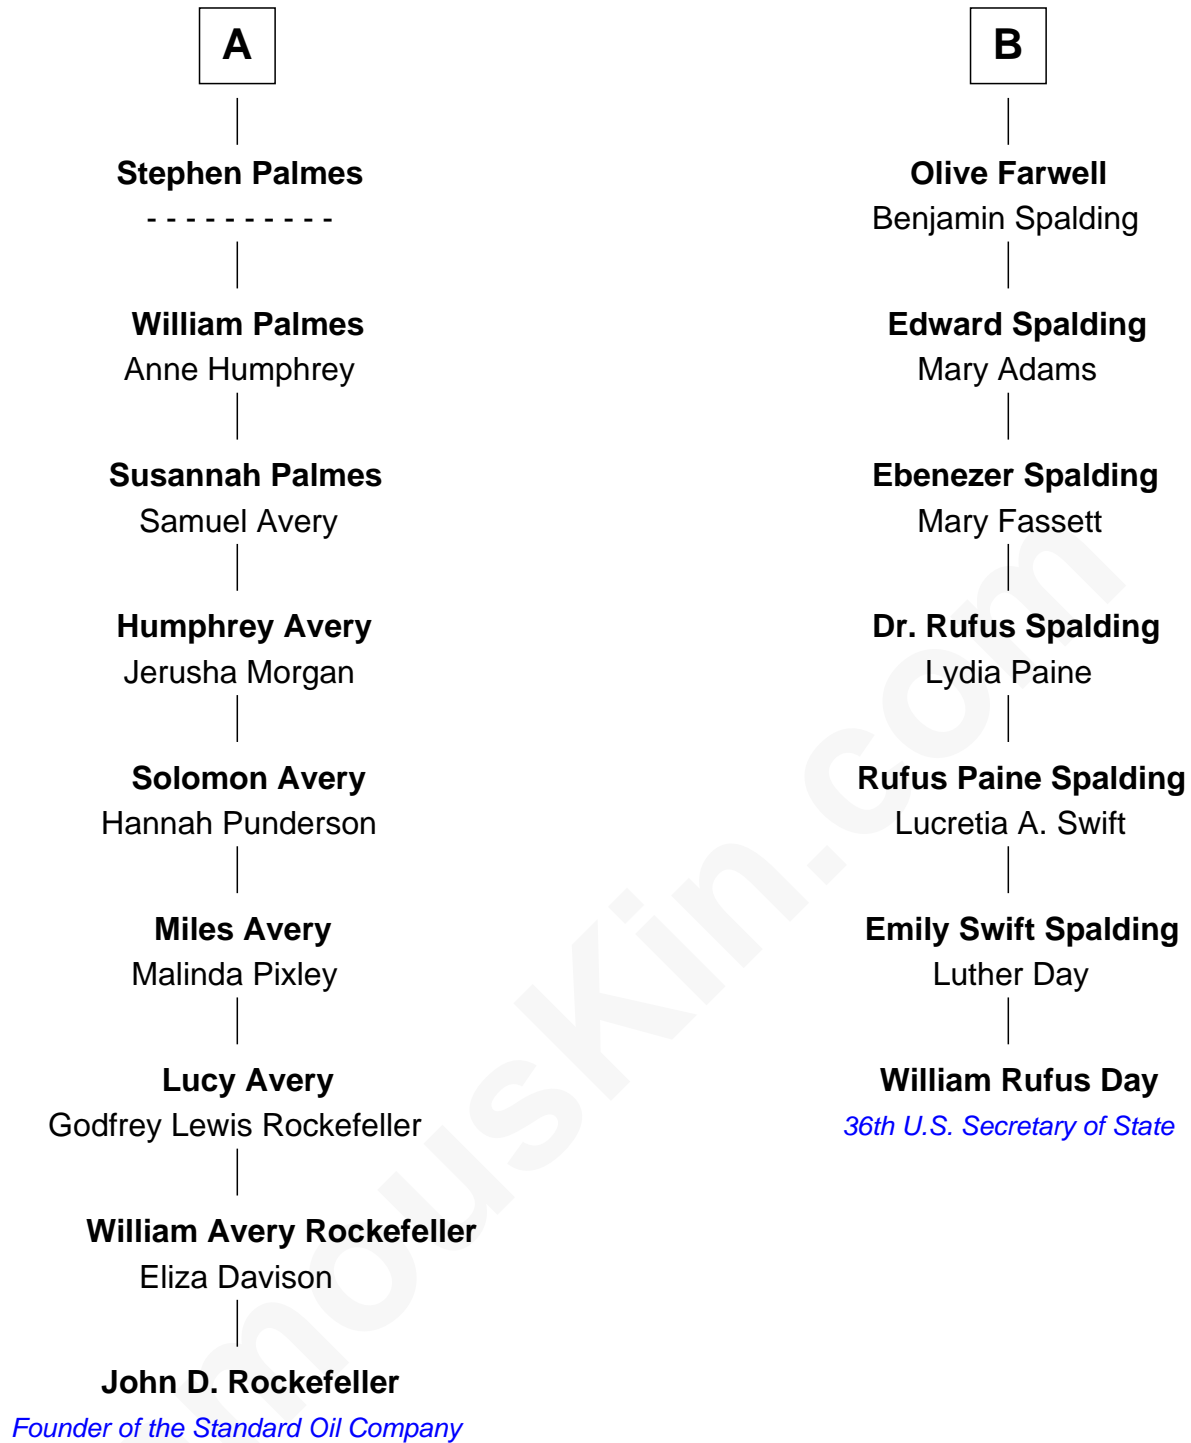 A
Stephen Palmes
- - - - - - - - - -
William Palmes
Anne Humphrey
Susannah Palmes
Samuel Avery
Humphrey Avery
Jerusha Morgan
Solomon Avery
Hannah Punderson
Miles Avery
Malinda Pixley
Lucy Avery
Godfrey Lewis Rockefeller
William Avery Rockefeller
Eliza Davison
John D. Rockefeller
Founder of the Standard Oil Company
B
Olive Farwell
Benjamin Spalding
Edward Spalding
Mary Adams
Ebenezer Spalding
Mary Fassett
Dr. Rufus Spalding
Lydia Paine
Rufus Paine Spalding
Lucretia A. Swift
Emily Swift Spalding
Luther Day
William Rufus Day
36th U.S. Secretary of State
mousKin.com